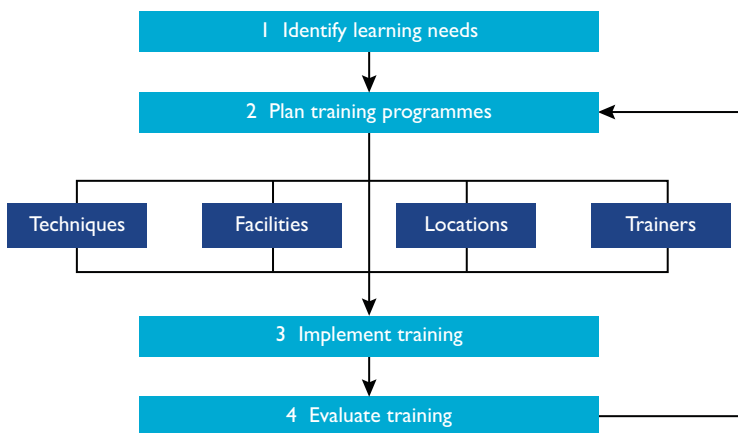 1 Identify learning needs
2 Plan training programmes
Techniques
Facilities
Locations
Trainers
3 Implement training
4 Evaluate training